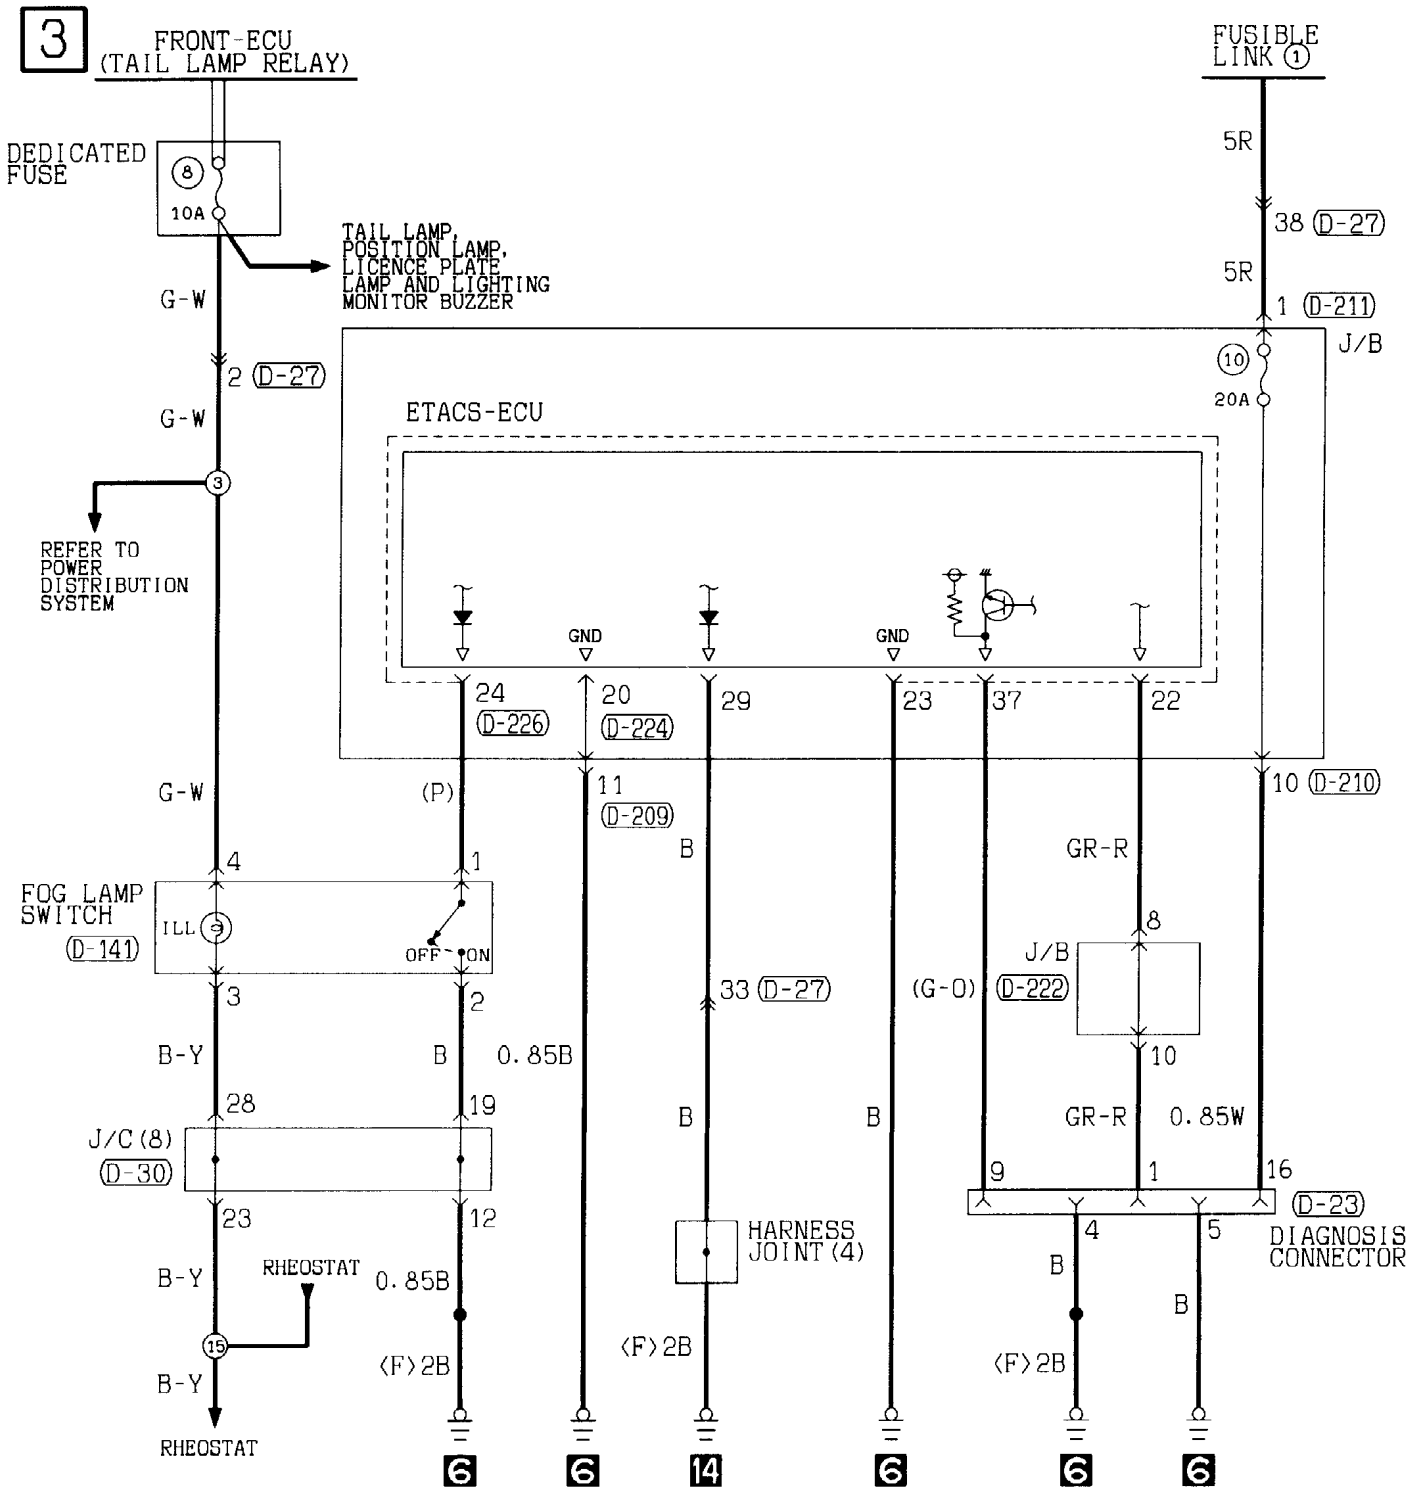 3
FRONT-ECU
(TAIL LAMP RELAY)
FUSIBLE
LINK ①
DEDICATED
FUSE
⑧
10A
TAIL LAMP,
POSITION LAMP,
LICENCE PLATE
LAMP AND LIGHTING
MONITOR BUZZER
5R
38 (D-27)
5R
1 (D-211)
J/B
G-W
2 (D-27)
G-W
③
REFER TO
POWER
DISTRIBUTION
SYSTEM
⑩
20A
ETACS-ECU
GND
GND
24
(D-226)
20
(D-224)
29
23
37
22
G-W
(P)
11
(D-209)
10 (D-210)
B
GR-R
4
1
FOG LAMP
SWITCH
(D-141)
ILL
OFF
ON
8
J/B
(D-222)
(G-O)
33 (D-27)
3
2
B-Y
B
0.85B
10
28
19
B
B
GR-R
0.85W
J/C(8)
(D-30)
9
1
16
(D-23)
DIAGNOSIS
CONNECTOR
23
12
4
5
HARNESS
JOINT(4)
B-Y
RHEOSTAT
0.85B
B
B
⑮
<F>2B
<F>2B
<F>2B
B-Y
RHEOSTAT
6
6
14
6
6
6